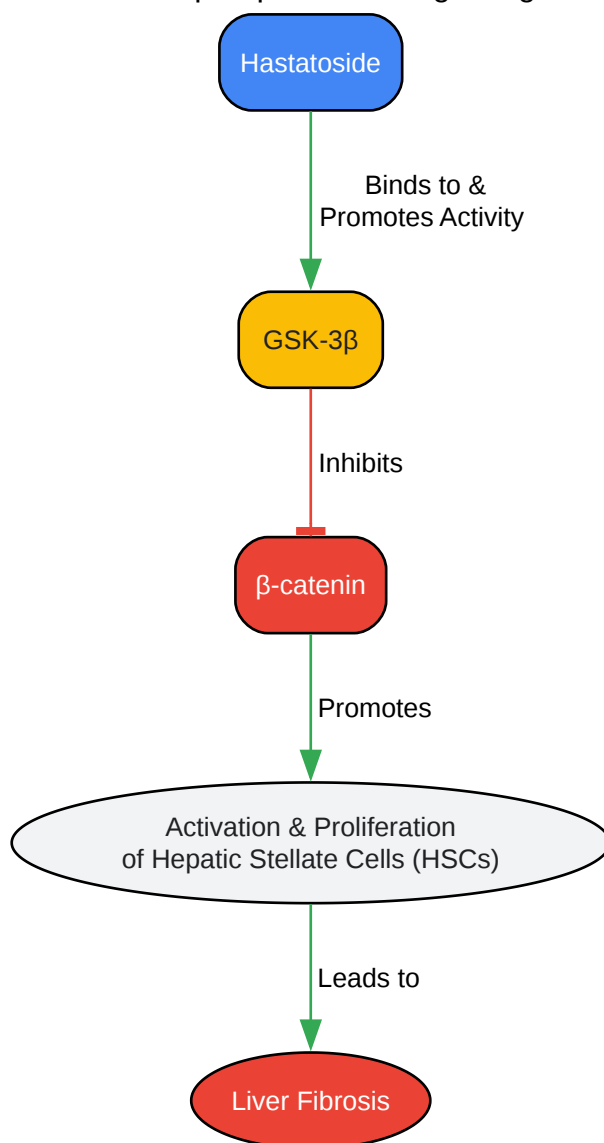 Hastatoside
Binds to &
Promotes Activity
GSK-3β
Inhibits
β-catenin
Promotes
Activation & Proliferation
of Hepatic Stellate Cells (HSCs)
Leads to
Liver Fibrosis